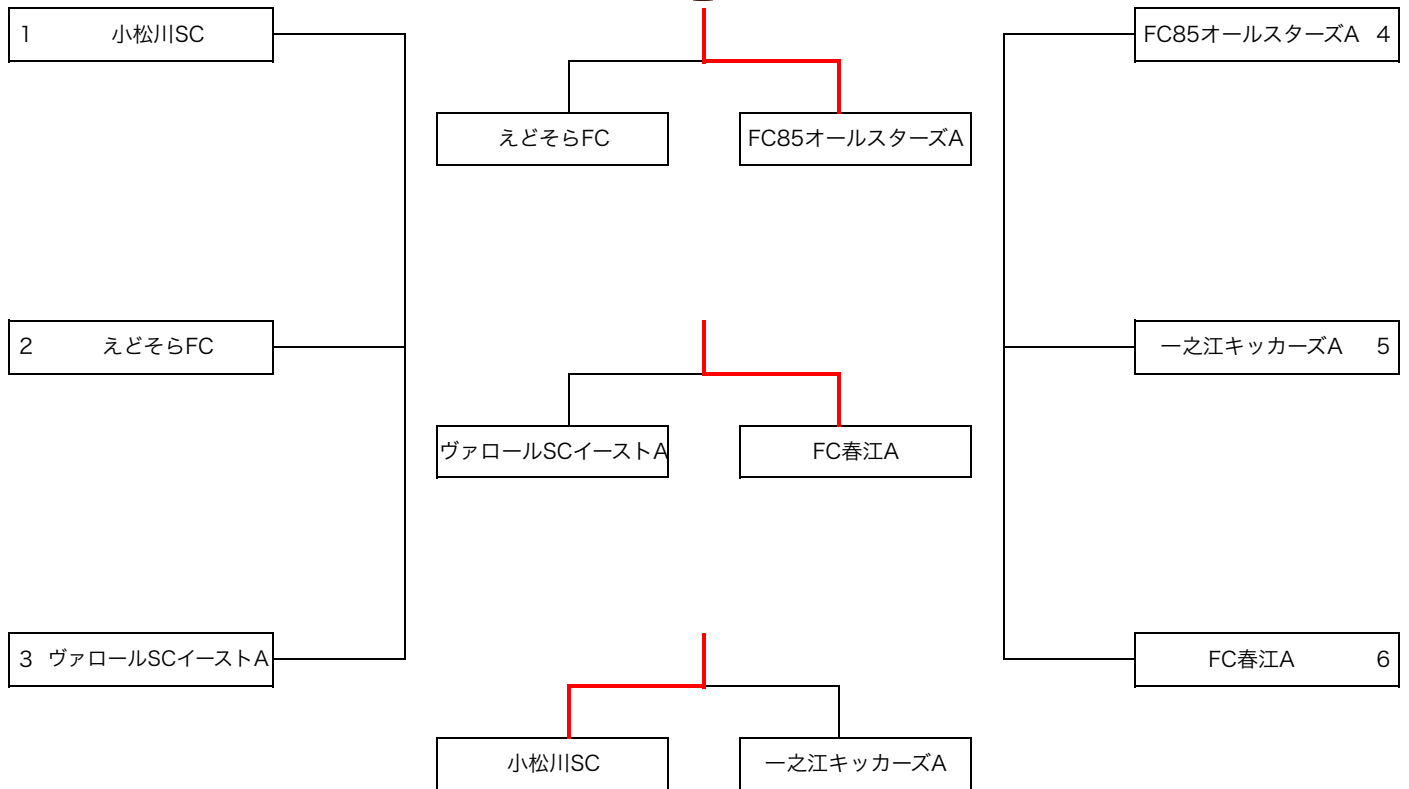 1 小松川SC
FC85オールスターズA 4
えどそらFC
FC85オールスターズA
2 えどそらFC
一之江キッカーズA 5
ヴァロールSCイーストA
FC春江A
3 ヴァロールSCイーストA
FC春江A 6
小松川SC
一之江キッカーズA